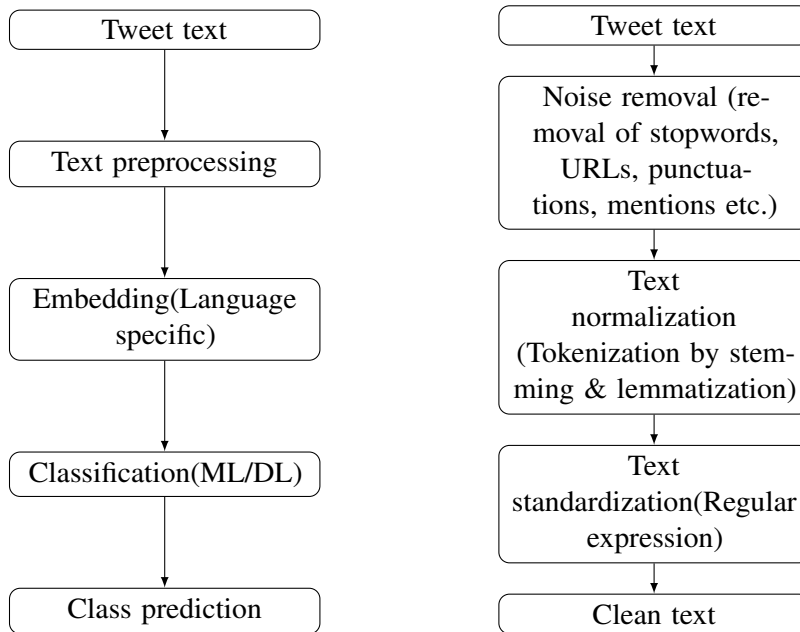 Tweet text
Text preprocessing
Embedding(Language
specific)
Classification(ML/DL)
Class prediction
Tweet text
Noise removal (re-
moval of stopwords,
URLs, punctua-
tions, mentions etc.)
Text
normalization
(Tokenization by stem-
ming & lemmatization)
Text
standardization(Regular
expression)
Clean text